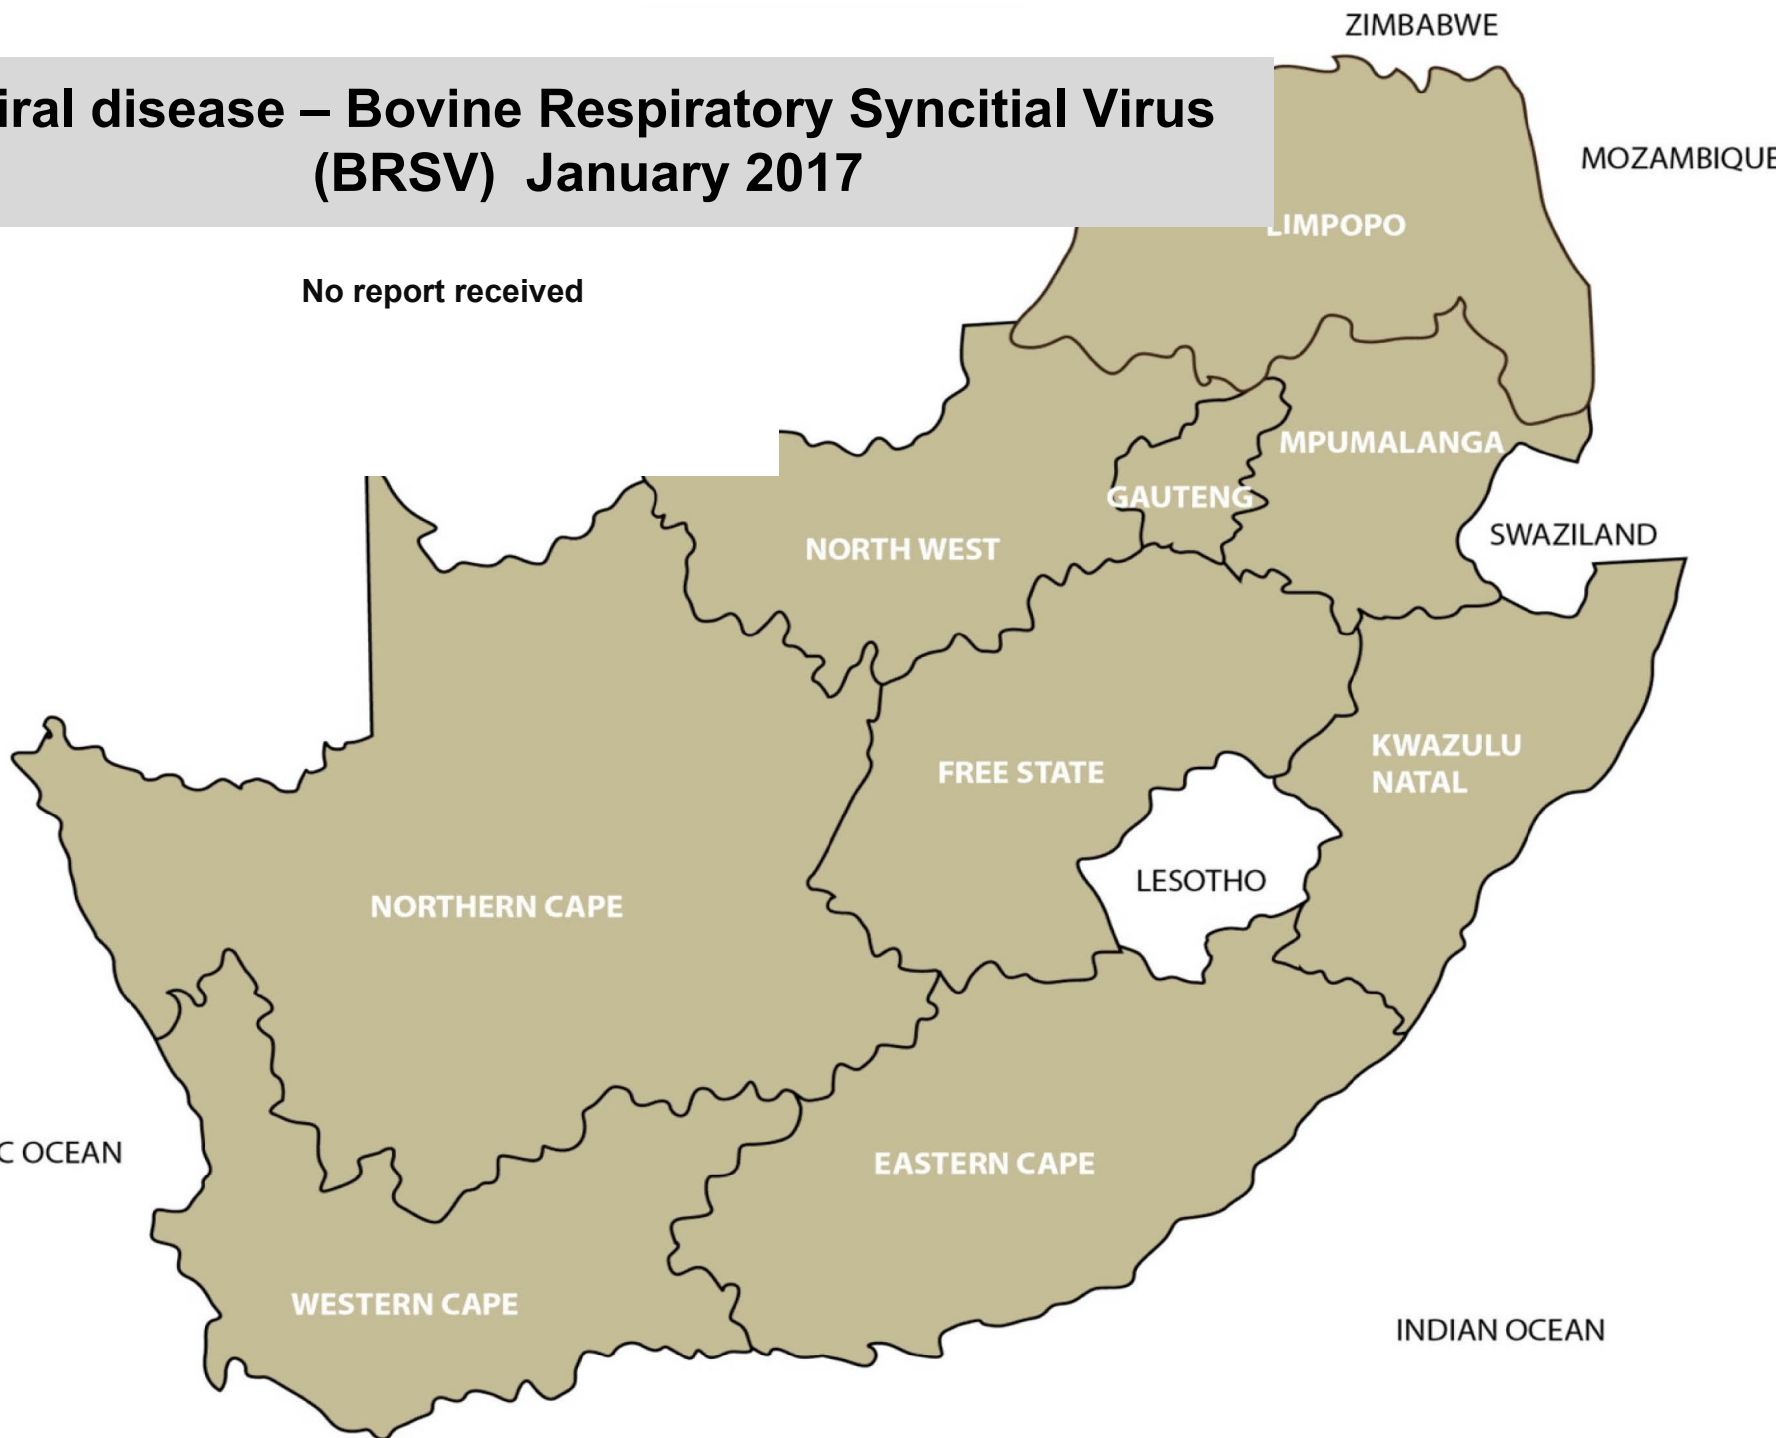 ZIMBABWE
iral disease – Bovine Respiratory Syncitial Virus
(BRSV) January 2017
MOZAMBIQUE
LIMPOPO
No report received
MPUMALANGA
GAUTENG
SWAZILAND
NORTH WEST
KWAZULU
NATAL
FREE STATE
LESOTHO
NORTHERN CAPE
C OCEAN
EASTERN CAPE
WESTERN CAPE
INDIAN OCEAN